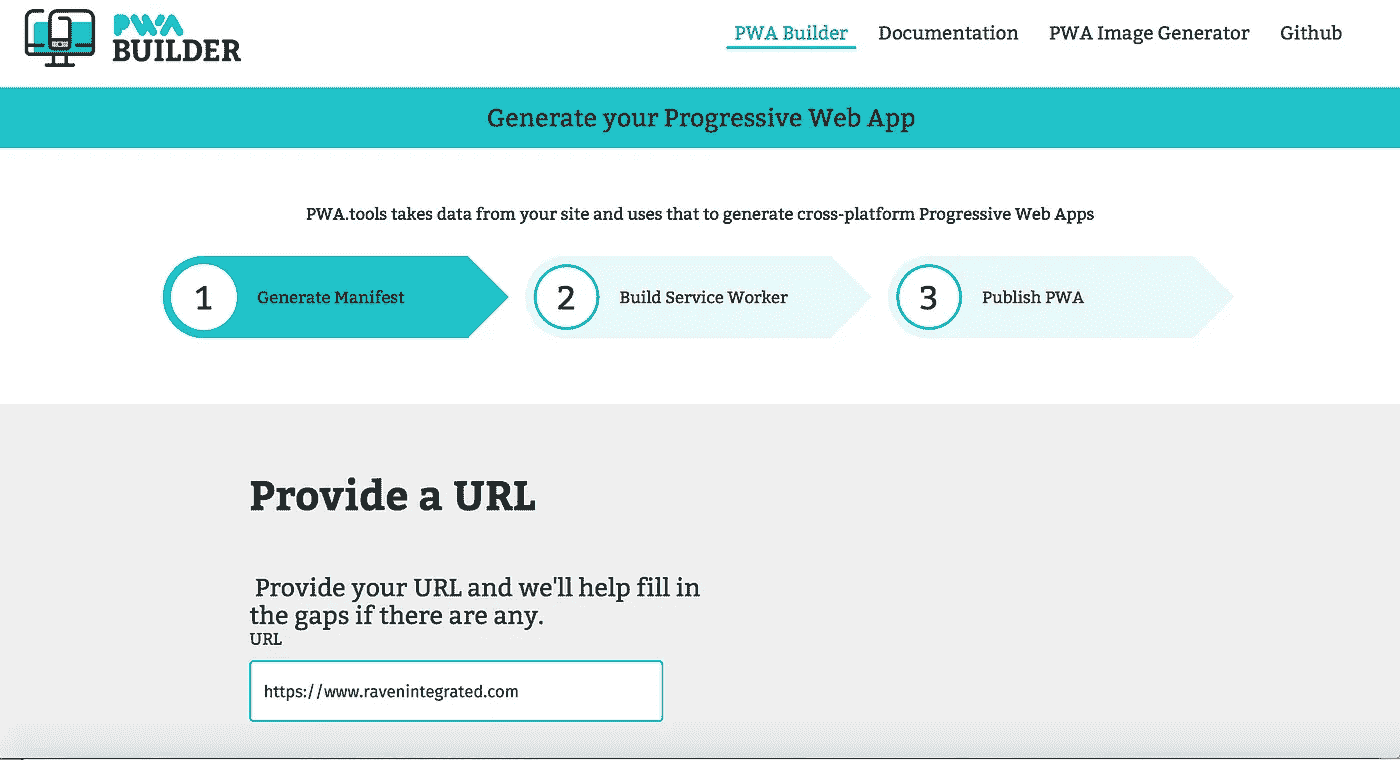 PWA
BUILDER
PWA Builder Documentation PWA Image Generator Github
Generate your Progressive Web App
PWA.tools takes data from your site and uses that to generate cross-platform Progressive Web Apps
1 Generate Manifest 2 Build Service Worker 3 Publish PWA
Provide a URL
Provide your URL and we'll help fill in
the gaps if there are any.
URL
https://www.ravenintegrated.com